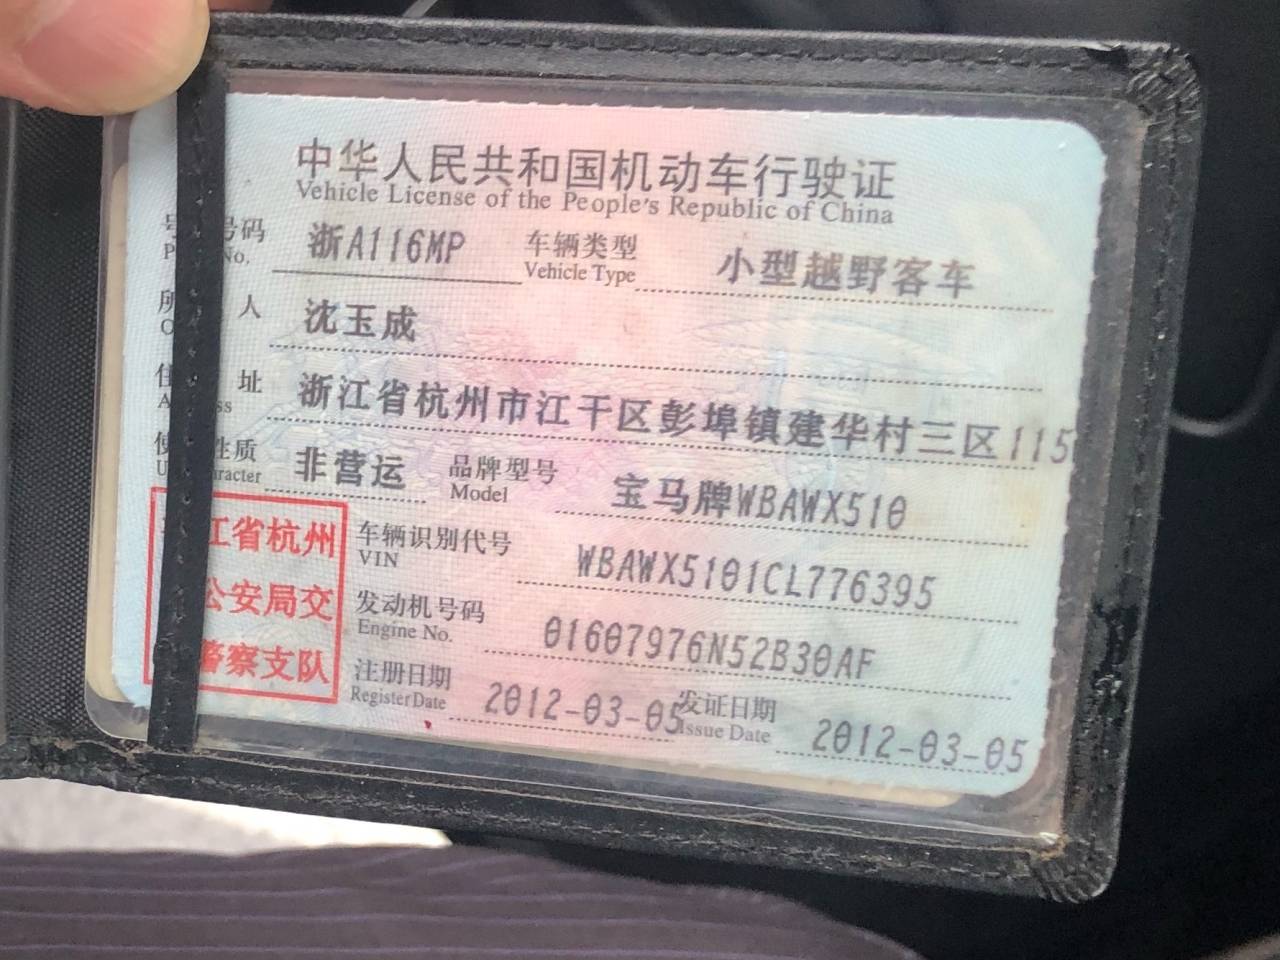 中华人民共和国机动车行驶证
Vehicle License of the People's Republic of China
号码 浙A116MP 车辆类型 小型越野客车
No. Vehicle Type
人 沈玉成
址 浙江省杭州市江干区彭埠镇建华村三区115
性质 非营运 品牌型号 宝马牌WBAWX510
Model
车辆识别代号 WBAWX5101CL776395
VIN
发动机号码 01607976N52B30AF
Engine No.
注册日期 2012-03-05 发证日期 2012-03-05
Register Date Issue Date
江省杭州
公安局交
警察支队